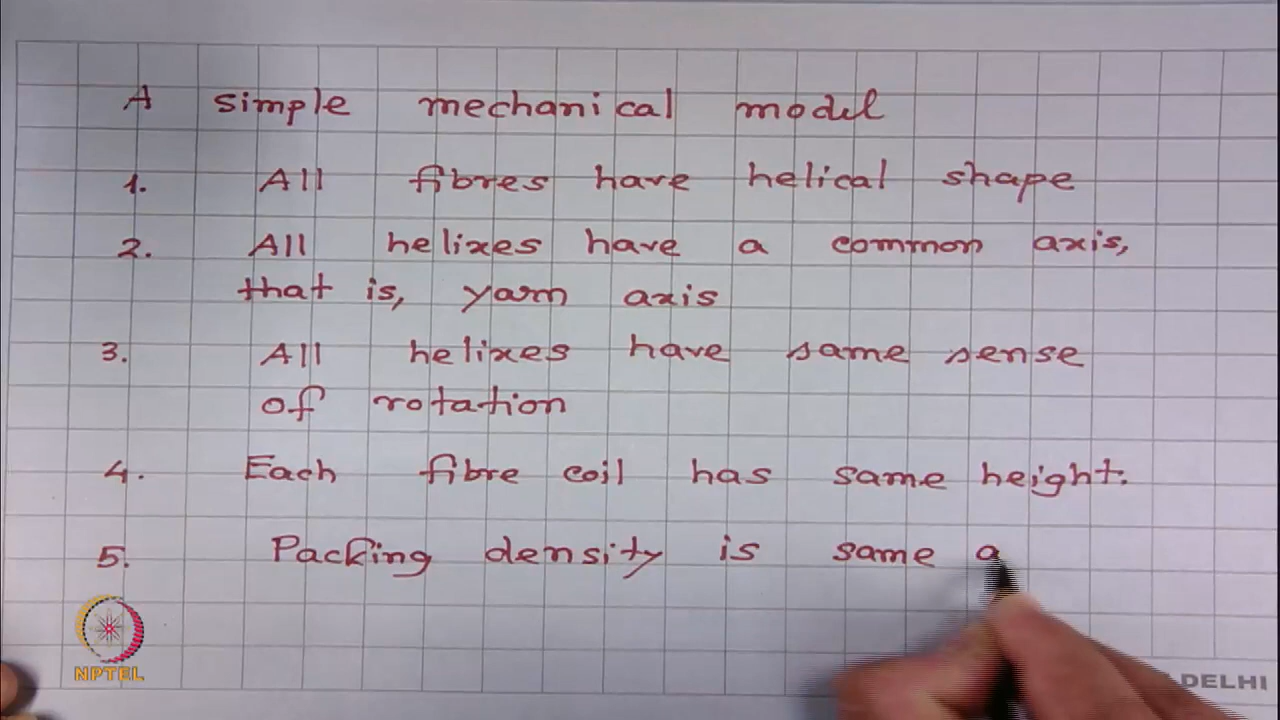 A simple mechanical model
1. All fibres have helical shape
2. All helixes have a common axis,
that is, yarn axis
3. All helixes have same sense
of rotation
4. Each fibre coil has same height.
5. Packing density is same a
NPTEL
DELHI